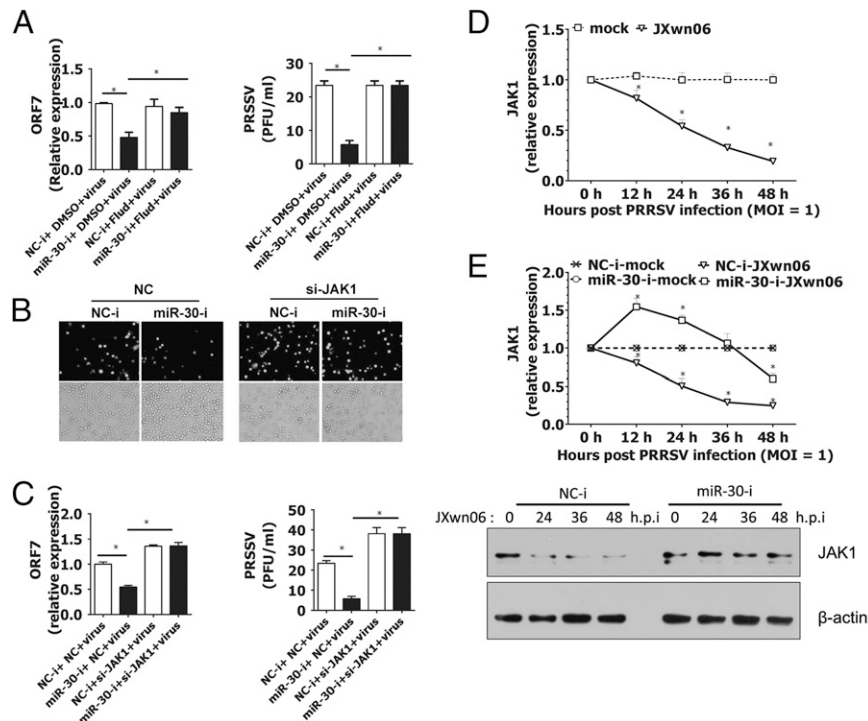 A
ORF7
(Relative expression)
1.5
1.0
0.5
0.0
*
*
NC-i+ DMSO+virus
miR-30-i+ DMSO+virus
NC-i+Flud+virus
miR-30-i+Flud+virus
PRSSV
(PFU/ml)
30
20
10
0
*
*
NC-i+ DMSO+virus
miR-30-i+ DMSO+virus
NC-i+Flud+virus
miR-30-i+Flud+virus
B
NC
si-JAK1
NC-i
miR-30-i
NC-i
miR-30-i
C
ORF7
(relative expression)
2.0
1.5
1.0
0.5
0.0
*
*
NC-i+ NC+virus
miR-30-i+ NC+virus
NC-i+si-JAK1+virus
miR-30-i+si-JAK1+virus
PRSSV
(PFU/ml)
50
40
30
20
10
0
*
*
NC-i+ NC+virus
miR-30-i+ NC+virus
NC-i+si-JAK1+virus
miR-30-i+si-JAK1+virus
D
mock
JXwn06
JAK1
(relative expression)
1.5
1.0
0.5
0.0
*
*
*
*
0 h
12 h
24 h
36 h
48 h
Hours post PRRSV infection (MOI = 1)
E
NC-i-mock
NC-i-JXwn06
miR-30-i-mock
miR-30-i-JXwn06
JAK1
(relative expression)
2.0
1.5
1.0
0.5
0.0
*
*
*
*
*
*
*
0 h
12 h
24 h
36 h
48 h
Hours post PRRSV infection (MOI = 1)
NC-i
miR-30-i
JXwn06 : 0 24 36 48 h.p.i 0 24 36 48 h.p.i
JAK1
β-actin